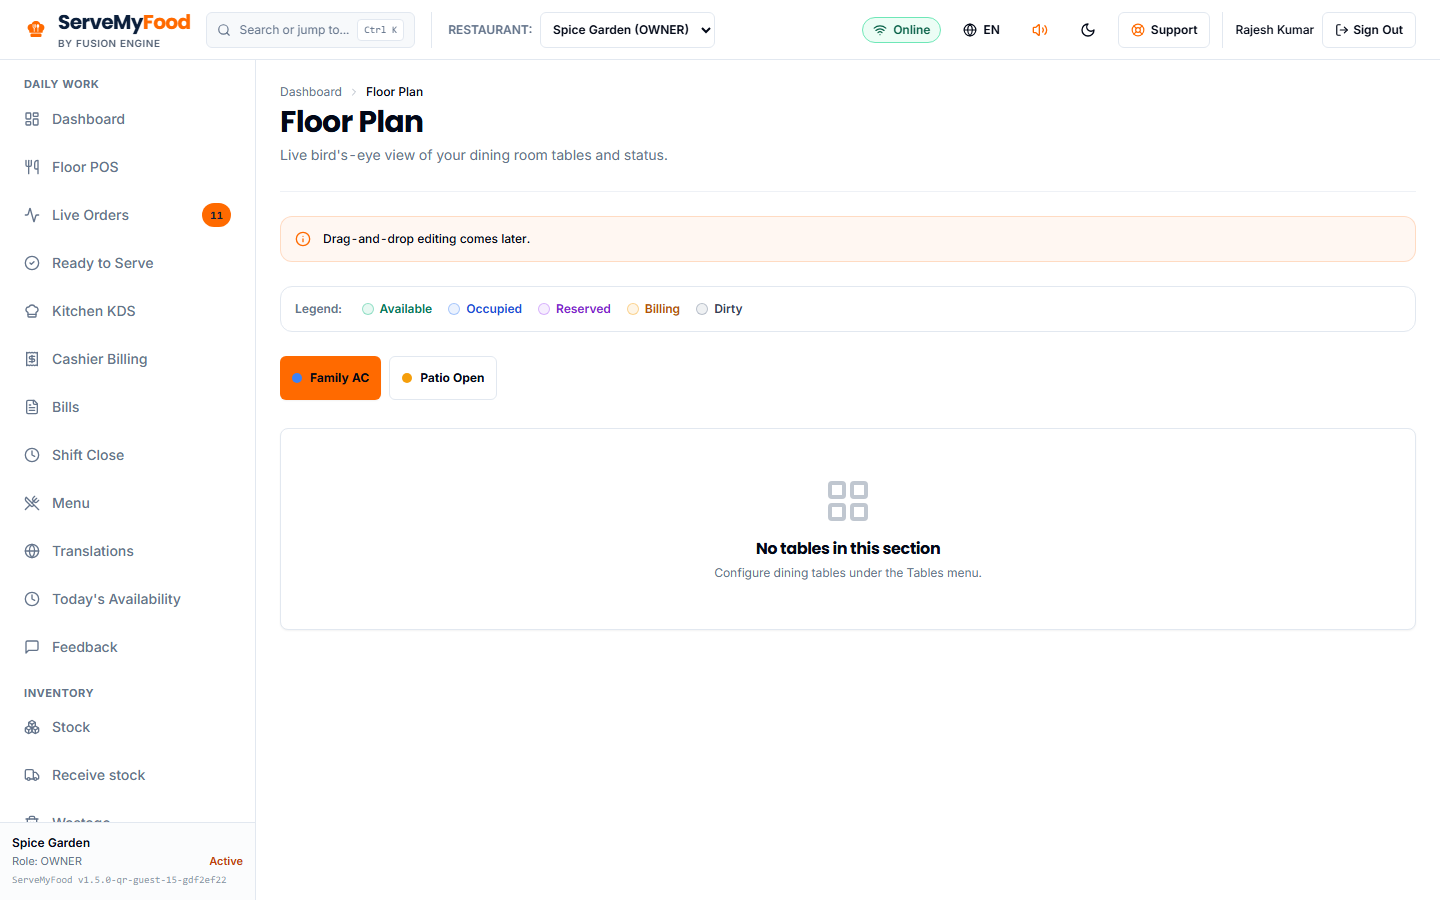 ServeMyFood
BY FUSION ENGINE
Search or jump to...
Ctrl K
RESTAURANT:
Spice Garden (OWNER)
Online
EN
Support
Rajesh Kumar
Sign Out
DAILY WORK
Dashboard
Floor POS
Live Orders
11
Ready to Serve
Kitchen KDS
Cashier Billing
Bills
Shift Close
Menu
Translations
Today's Availability
Feedback
INVENTORY
Stock
Receive stock
Wastage
Spice Garden
Role: OWNER
Active
ServeMyFood v1.5.0-qr-guest-15-gdf2ef22
Dashboard
Floor Plan
Floor Plan
Live bird's-eye view of your dining room tables and status.
Drag-and-drop editing comes later.
Legend:
Available
Occupied
Reserved
Billing
Dirty
Family AC
Patio Open
No tables in this section
Configure dining tables under the Tables menu.